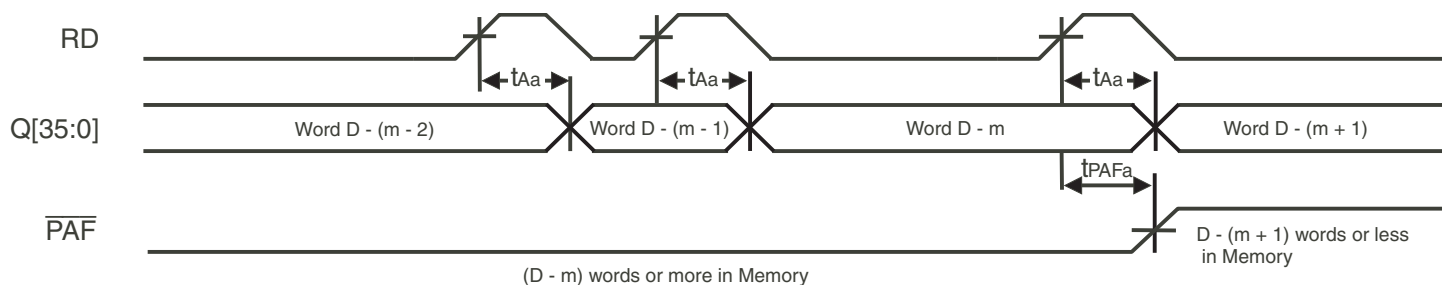 RD
tAa
tAa
tAa
Q[35:0]
Word D - (m - 2)
Word D - (m - 1)
Word D - m
Word D - (m + 1)
tPAFa
PAF
D - (m + 1) words or less
in Memory
(D - m) words or more in Memory